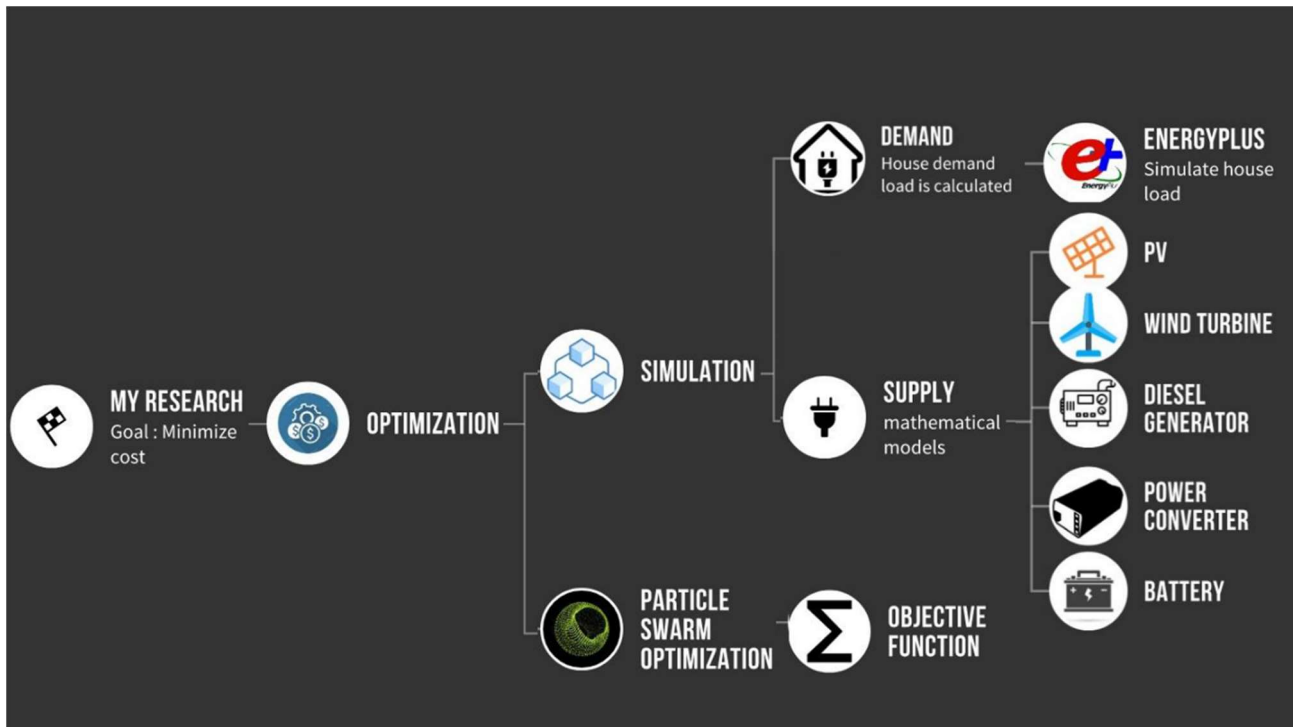 MY RESEARCH
Goal : Minimize
cost
OPTIMIZATION
SIMULATION
DEMAND
House demand
load is calculated
EnergyPlus
ENERGYPLUS
Simulate house
load
SUPPLY
mathematical
models
PV
WIND TURBINE
DIESEL
GENERATOR
POWER
CONVERTER
BATTERY
PARTICLE
SWARM
OPTIMIZATION
Σ
OBJECTIVE
FUNCTION